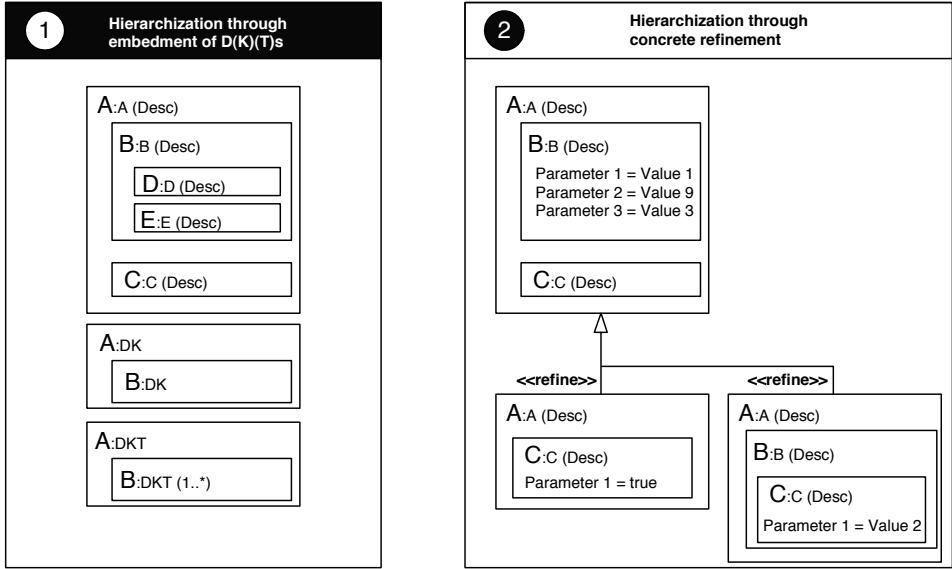 1
Hierarchization through
embedment of D(K)(T)s
A:A (Desc)
B:B (Desc)
D:D (Desc)
E:E (Desc)
C:C (Desc)
A:DK
B:DK
A:DKT
B:DKT (1..*)
2
Hierarchization through
concrete refinement
A:A (Desc)
B:B (Desc)
Parameter 1 = Value 1
Parameter 2 = Value 9
Parameter 3 = Value 3
C:C (Desc)
<<refine>>
<<refine>>
A:A (Desc)
C:C (Desc)
Parameter 1 = true
A:A (Desc)
B:B (Desc)
C:C (Desc)
Parameter 1 = Value 2